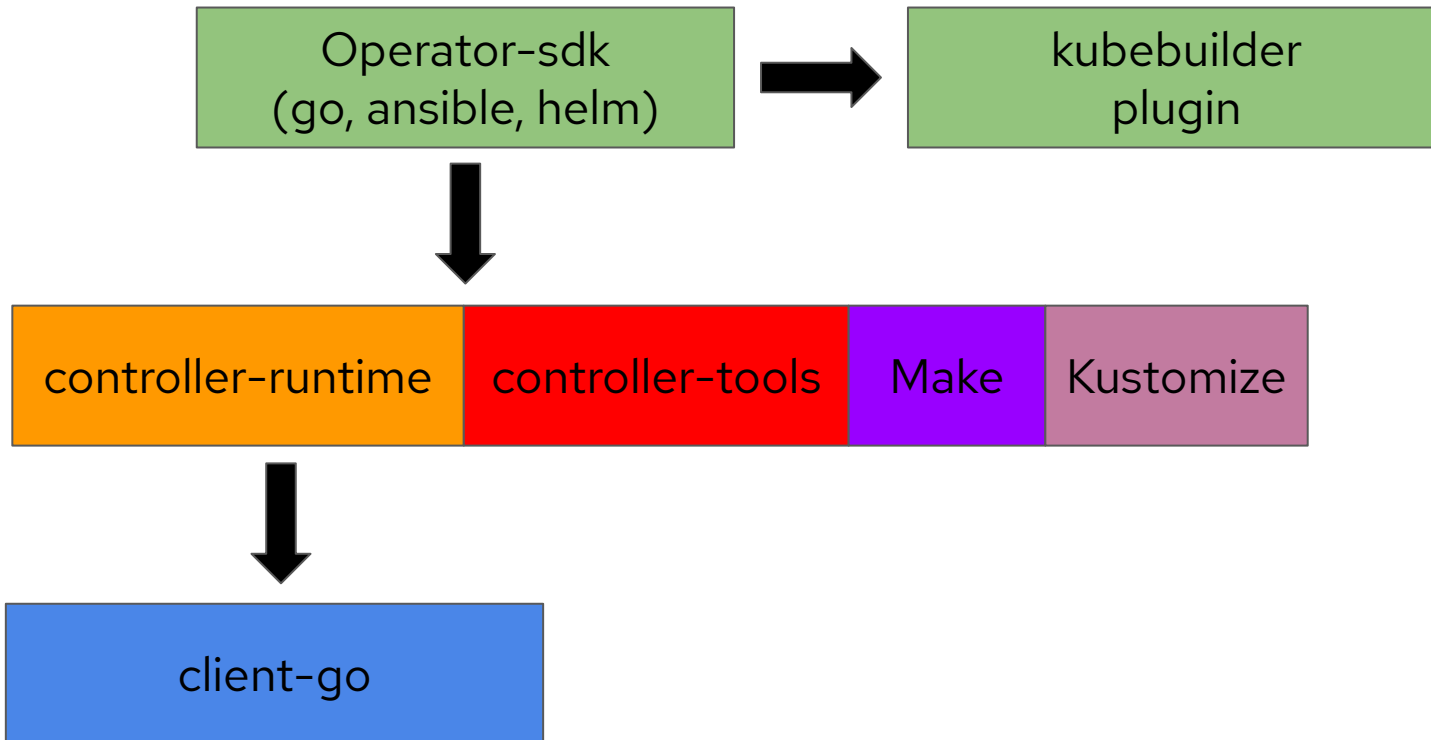 Operator-sdk
(go, ansible, helm)
kubebuilder
plugin
controller-runtime
controller-tools
Make
Kustomize
client-go